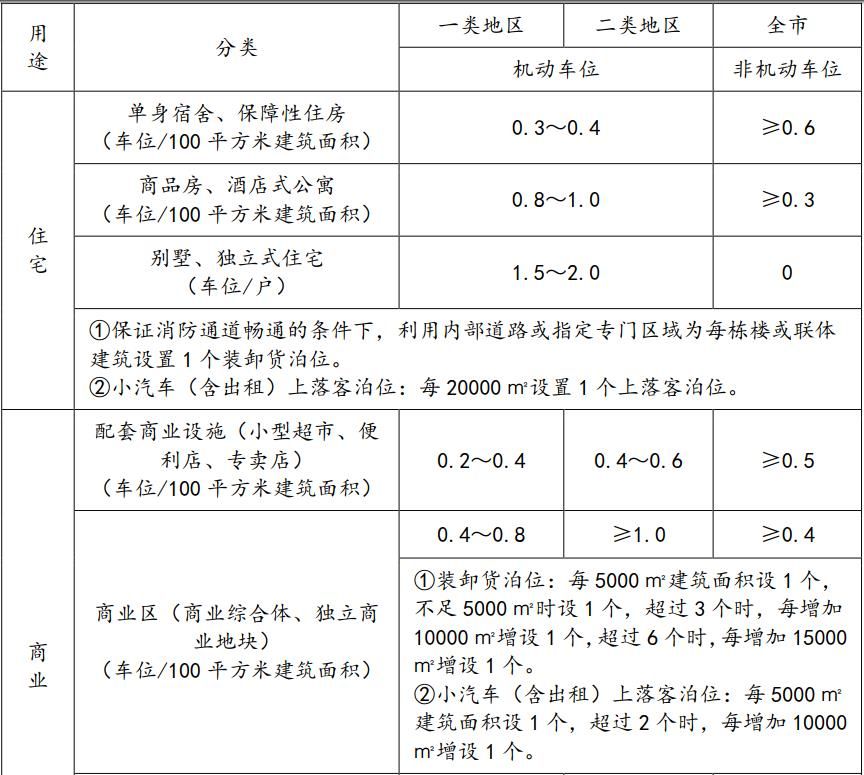 用途
分类
一类地区
二类地区
全市
机动车位
非机动车位
住宅
单身宿舍、保障性住房
（车位/100 平方米建筑面积）
0.3～0.4
≥0.6
商品房、酒店式公寓
（车位/100 平方米建筑面积）
0.8～1.0
≥0.3
别墅、独立式住宅
（车位/户）
1.5～2.0
0
①保证消防通道畅通的条件下，利用内部道路或指定专门区域为每栋楼或联体
建筑设置 1 个装卸货泊位。
②小汽车（含出租）上落客泊位：每 20000 ㎡设置 1 个上落客泊位。
商业
配套商业设施（小型超市、便
利店、专卖店）
（车位/100 平方米建筑面积）
0.2～0.4
0.4～0.6
≥0.5
商业区（商业综合体、独立商
业地块）
（车位/100 平方米建筑面积）
0.4～0.8
≥1.0
≥0.4
①装卸货泊位：每 5000 ㎡建筑面积设 1 个，
不足 5000 ㎡时设 1 个，超过 3 个时，每增加
10000 ㎡增设 1 个，超过 6 个时，每增加 15000
㎡增设 1 个。
②小汽车（含出租）上落客泊位：每 5000 ㎡
建筑面积设 1 个，超过 2 个时，每增加 10000
㎡增设 1 个。